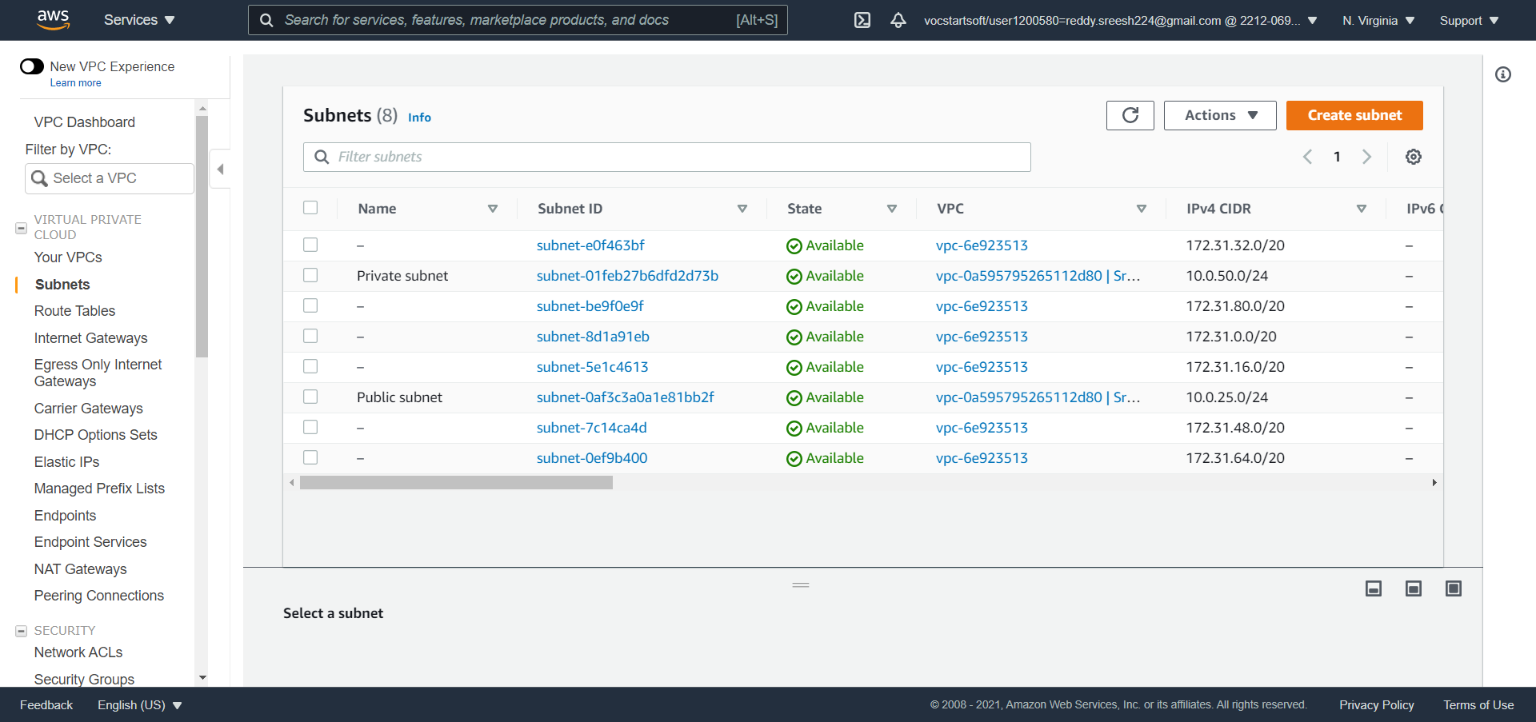 aws Services Search for services, features, marketplace products, and docs [Alt+S] vocstartsoft/user1200580=reddy.sreesh224@gmail.com @ 2212-069... N. Virginia Support
New VPC Experience
Learn more
VPC Dashboard
Filter by VPC:
Select a VPC
VIRTUAL PRIVATE
CLOUD
Your VPCs
Subnets
Route Tables
Internet Gateways
Egress Only Internet
Gateways
Carrier Gateways
DHCP Options Sets
Elastic IPs
Managed Prefix Lists
Endpoints
Endpoint Services
NAT Gateways
Peering Connections
SECURITY
Network ACLs
Security Groups
Subnets (8) Info Actions Create subnet
Filter subnets 1
Name Subnet ID State VPC IPv4 CIDR IPv6
– subnet-e0f463bf Available vpc-6e923513 172.31.32.0/20 –
Private subnet subnet-01feb27b6dfd2d73b Available vpc-0a595795265112d80 | Sr... 10.0.50.0/24 –
– subnet-be9f0e9f Available vpc-6e923513 172.31.80.0/20 –
– subnet-8d1a91eb Available vpc-6e923513 172.31.0.0/20 –
– subnet-5e1c4613 Available vpc-6e923513 172.31.16.0/20 –
Public subnet subnet-0af3c3a0a1e81bb2f Available vpc-0a595795265112d80 | Sr... 10.0.25.0/24 –
– subnet-7c14ca4d Available vpc-6e923513 172.31.48.0/20 –
– subnet-0ef9b400 Available vpc-6e923513 172.31.64.0/20 –
Select a subnet
Feedback English (US) © 2008 - 2021, Amazon Web Services, Inc. or its affiliates. All rights reserved. Privacy Policy Terms of Use